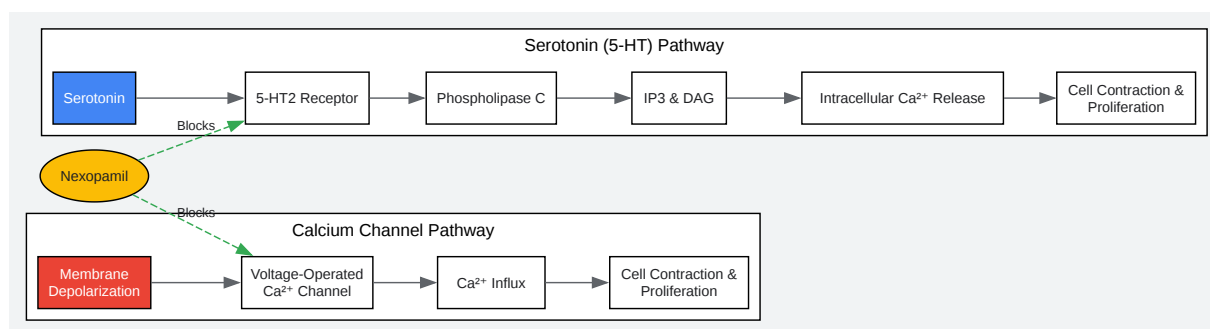 Serotonin (5-HT) Pathway
Serotonin
5-HT2 Receptor
Phospholipase C
IP3 & DAG
Intracellular Ca²⁺ Release
Cell Contraction &
Proliferation
Blocks
Nexopamil
Blocks
Calcium Channel Pathway
Membrane
Depolarization
Voltage-Operated
Ca²⁺ Channel
Ca²⁺ Influx
Cell Contraction &
Proliferation